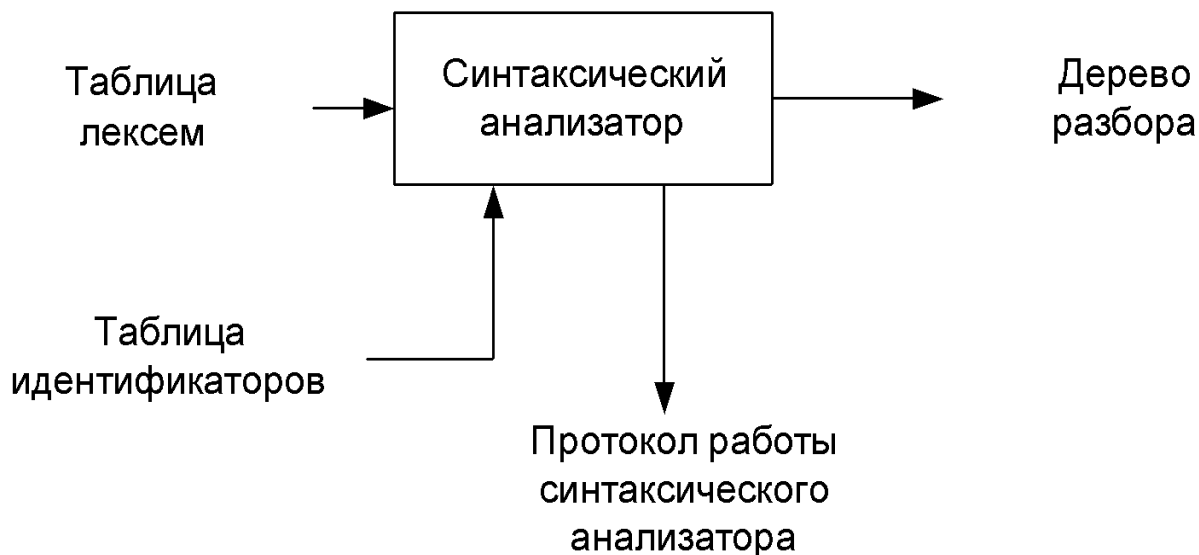 Таблица
лексем
Синтаксический
анализатор
Дерево
разбора
Таблица
идентификаторов
Протокол работы
синтаксического
анализатора